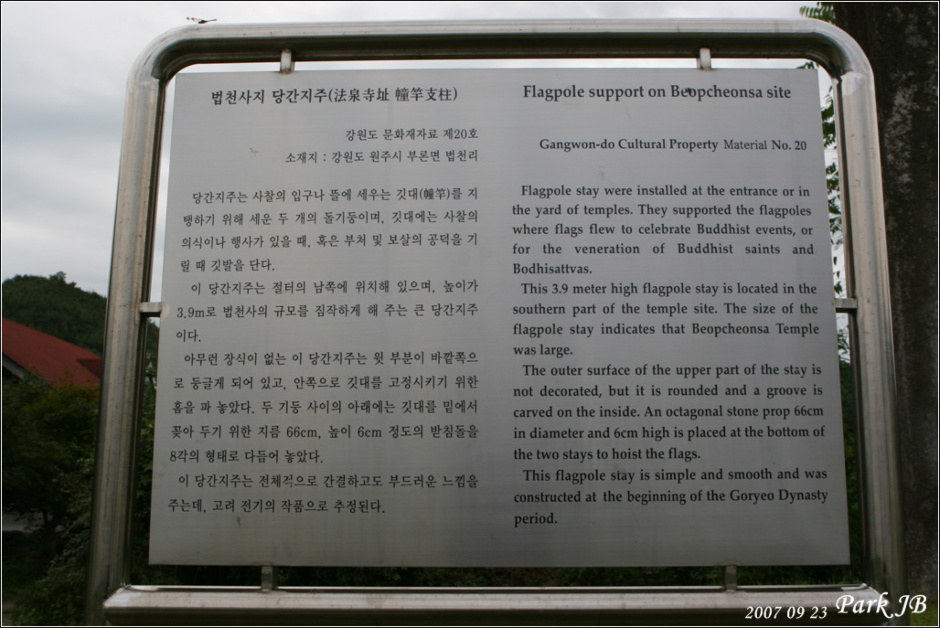 법천사지 당간지주(法泉寺址 幢竿支柱)
강원도 문화재자료 제20호
소재지 : 강원도 원주시 부론면 법천리
당간지주는 사찰의 입구나 뜰에 세우는 깃대(幢竿)를 지
탱하기 위해 세운 두 개의 돌기둥이며, 깃대에는 사찰의
의식이나 행사가 있을 때, 혹은 부처 및 보살의 공덕을 기
릴 때 깃발을 단다.
이 당간지주는 절터의 남쪽에 위치해 있으며, 높이가
3.9m로 법천사의 규모를 짐작하게 해 주는 큰 당간지주
이다.
아무런 장식이 없는 이 당간지주는 윗 부분이 바깥쪽으
로 둥글게 되어 있고, 안쪽으로 깃대를 고정시키기 위한
홈을 파 놓았다. 두 기둥 사이의 아래에는 깃대를 밑에서
꽂아 두기 위한 지름 66cm, 높이 6cm 정도의 받침돌을
8각의 형태로 다듬어 놓았다.
이 당간지주는 전체적으로 간결하고도 부드러운 느낌을
주는데, 고려 전기의 작품으로 추정된다.
Flagpole support on Beopcheonsa site
Gangwon-do Cultural Property Material No. 20
Flagpole stay were installed at the entrance or in
the yard of temples. They supported the flagpoles
where flags flew to celebrate Buddhist events, or
for the veneration of Buddhist saints and
Bodhisattvas.
This 3.9 meter high flagpole stay is located in the
southern part of the temple site. The size of the
flagpole stay indicates that Beopcheonsa Temple
was large.
The outer surface of the upper part of the stay is
not decorated, but it is rounded and a groove is
carved on the inside. An octagonal stone prop 66cm
in diameter and 6cm high is placed at the bottom of
the two stays to hoist the flags.
This flagpole stay is simple and smooth and was
constructed at the beginning of the Goryeo Dynasty
period.
2007 09 23 Park JB